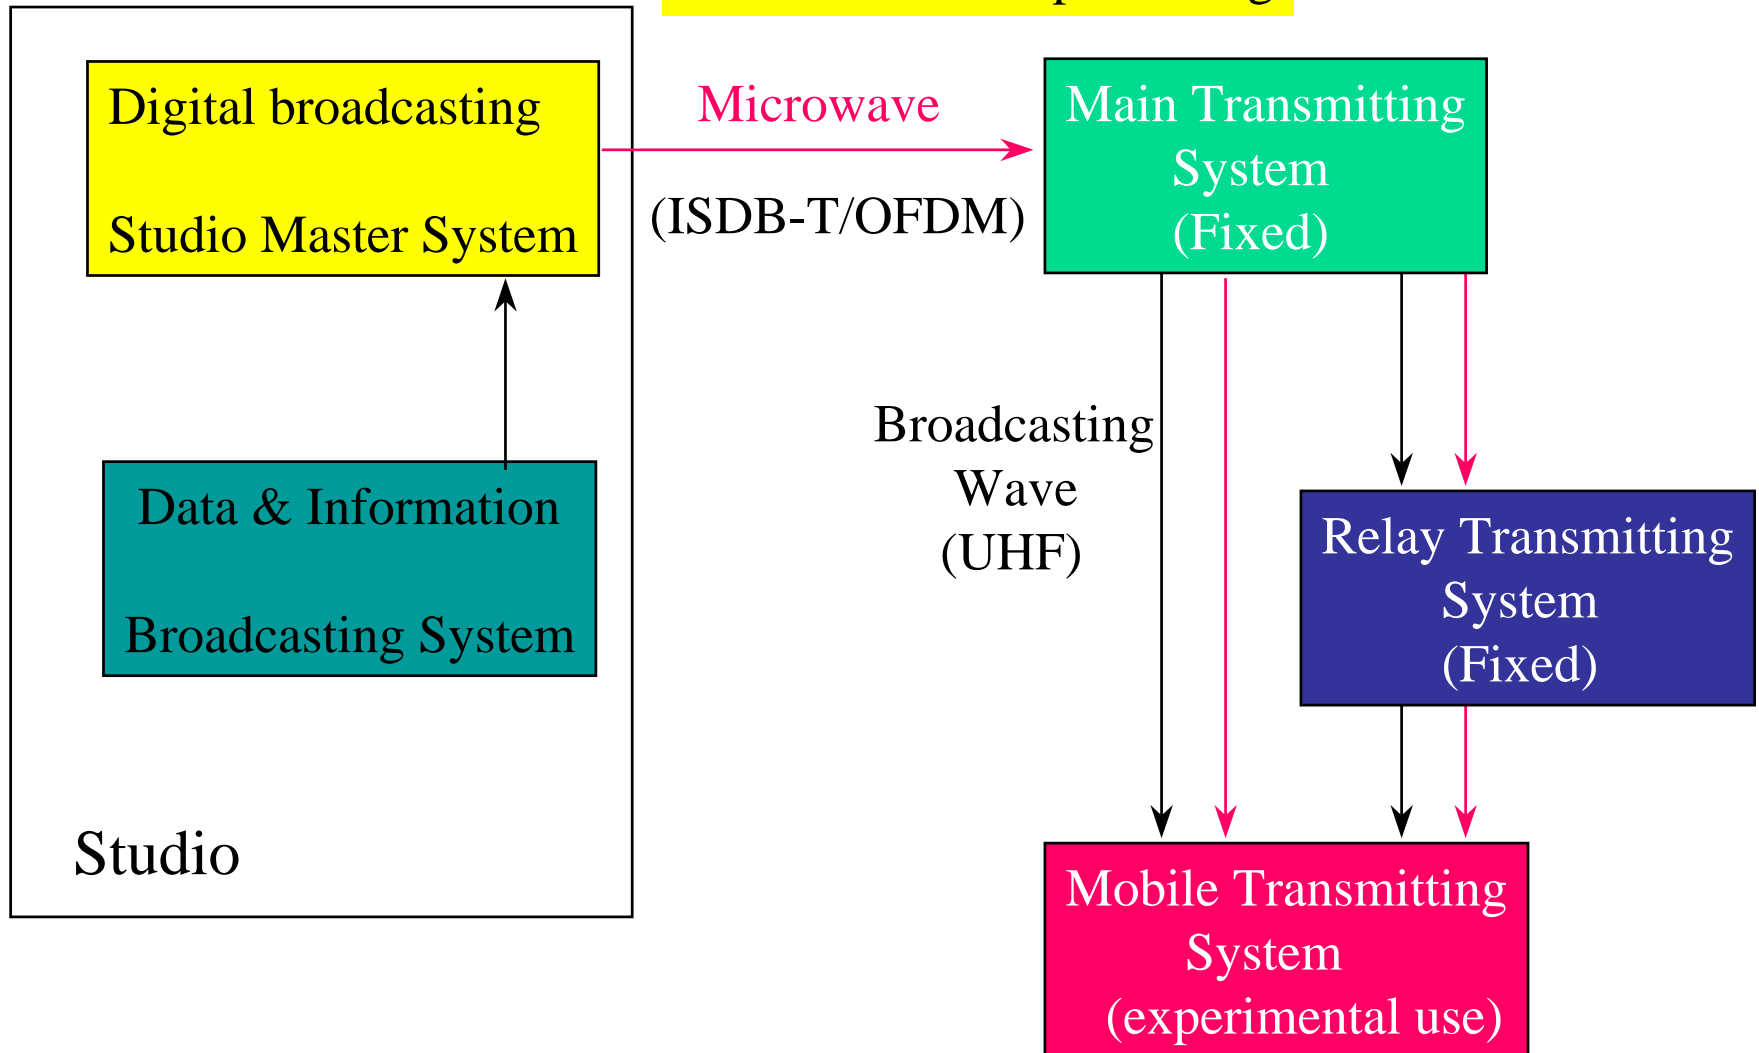 Digital broadcasting
Studio Master System
Microwave
(ISDB-T/OFDM)
Main Transmitting
System
(Fixed)
Data & Information
Broadcasting System
Broadcasting
Wave
(UHF)
Relay Transmitting
System
(Fixed)
Studio
Mobile Transmitting
System
(experimental use)